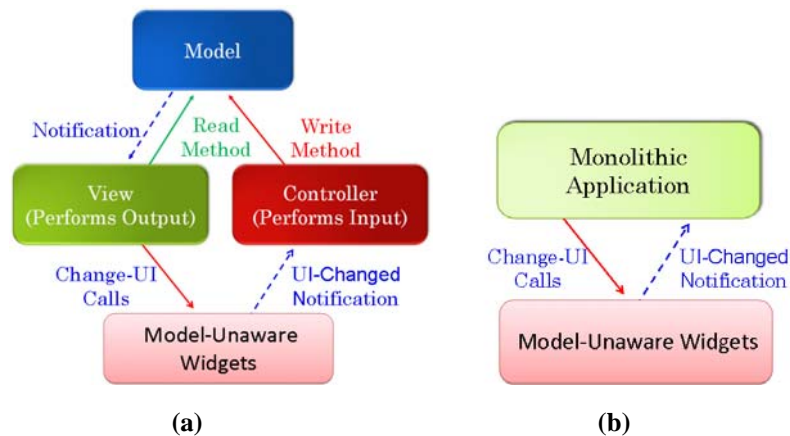 Model
Notification
Read
Method
Write
Method
View
(Performs Output)
Controller
(Performs Input)
Change-UI
Calls
UI-Changed
Notification
Model-Unaware
Widgets
(a)
Monolithic
Application
Change-UI
Calls
UI-Changed
Notification
Model-Unaware Widgets
(b)